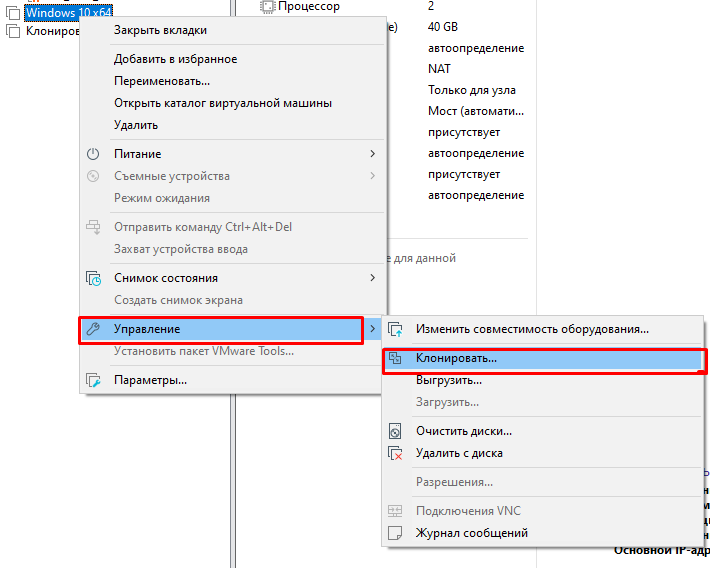 Windows 10 x64
Процессор 2
Закрыть вкладки
40 GB
Добавить в избранное
автоопределение
Переименовать...
NAT
Открыть каталог виртуальной машины
Только для узла
Удалить
Мост (автомати...
присутствует
Питание
автоопределение
Съемные устройства
присутствует
Режим ожидания
автоопределение
Отправить команду Ctrl+Alt+Del
Захват устройства ввода
для данной
Снимок состояния
Создать снимок экрана
Управление
Установить пакет VMware Tools...
Параметры...
Изменить совместимость оборудования...
Клонировать...
Выгрузить...
Загрузить...
Очистить диски...
Удалить с диска
Разрешения...
Подключения VNC
Журнал сообщений
Основной